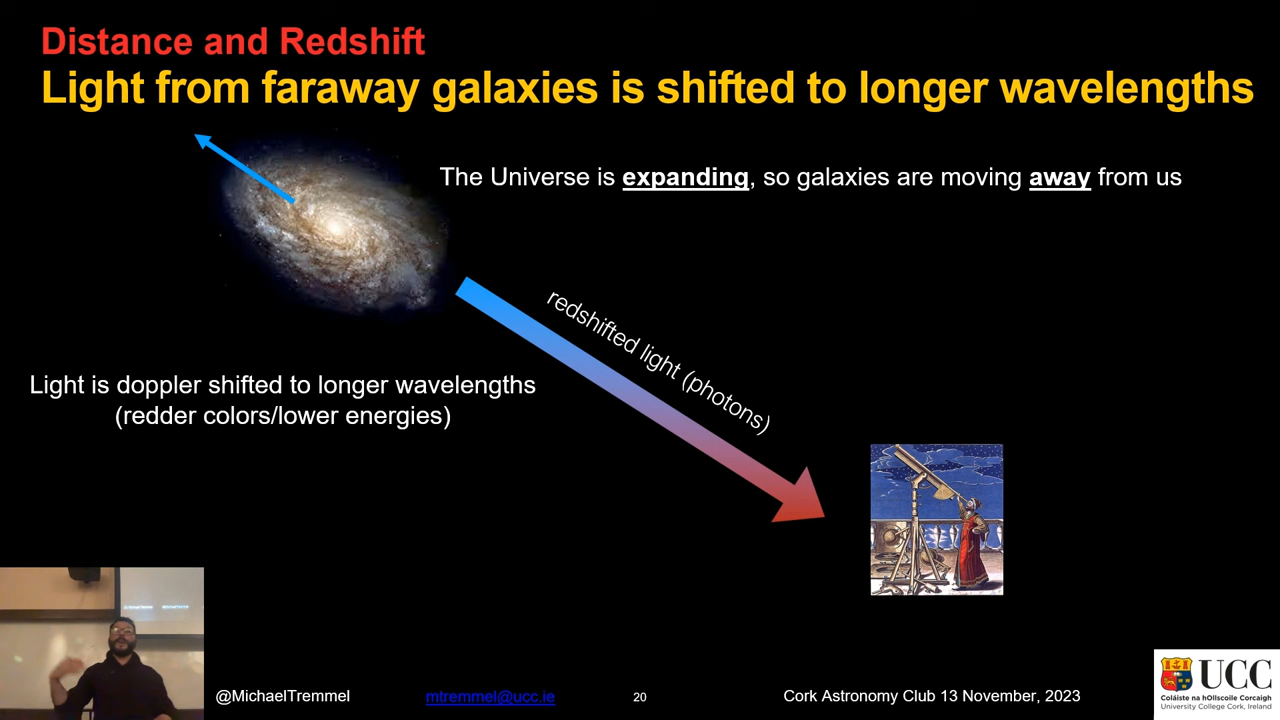 Distance and Redshift
Light from faraway galaxies is shifted to longer wavelengths
The Universe is expanding, so galaxies are moving away from us
redshifted light (photons)
Light is doppler shifted to longer wavelengths
(redder colors/lower energies)
@MichaelTremmel
mtremmel@ucc.ie
20
Cork Astronomy Club 13 November, 2023
UCC
Coláiste na hOllscoile Corcaigh
University College Cork, Ireland